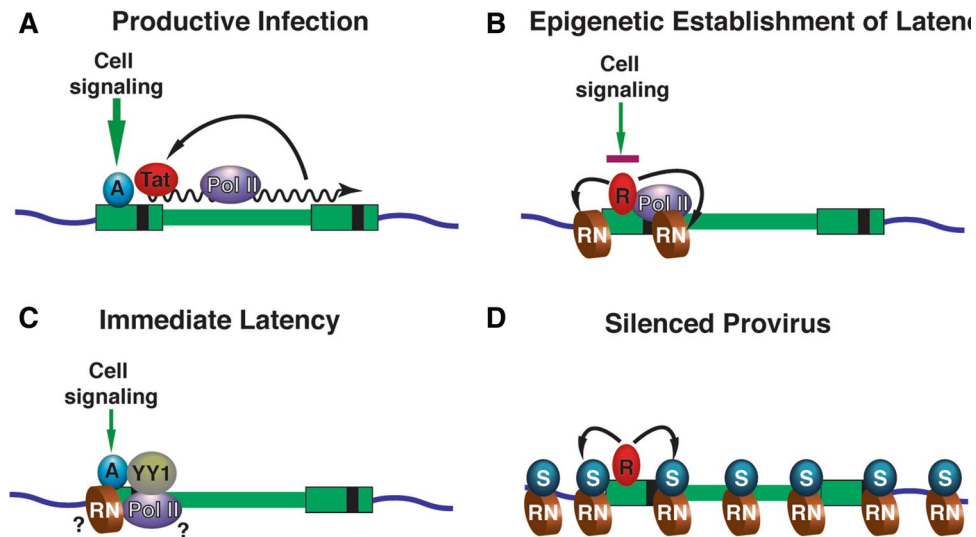 A
Productive Infection
Cell
signaling
A
Tat
Pol II
B
Epigenetic Establishment of Laten
Cell
signaling
R
Pol II
RN
RN
C
Immediate Latency
Cell
signaling
A
YY1
RN
Pol II
?
?
D
Silenced Provirus
R
S
S
S
S
S
S
S
RN
RN
RN
RN
RN
RN
RN